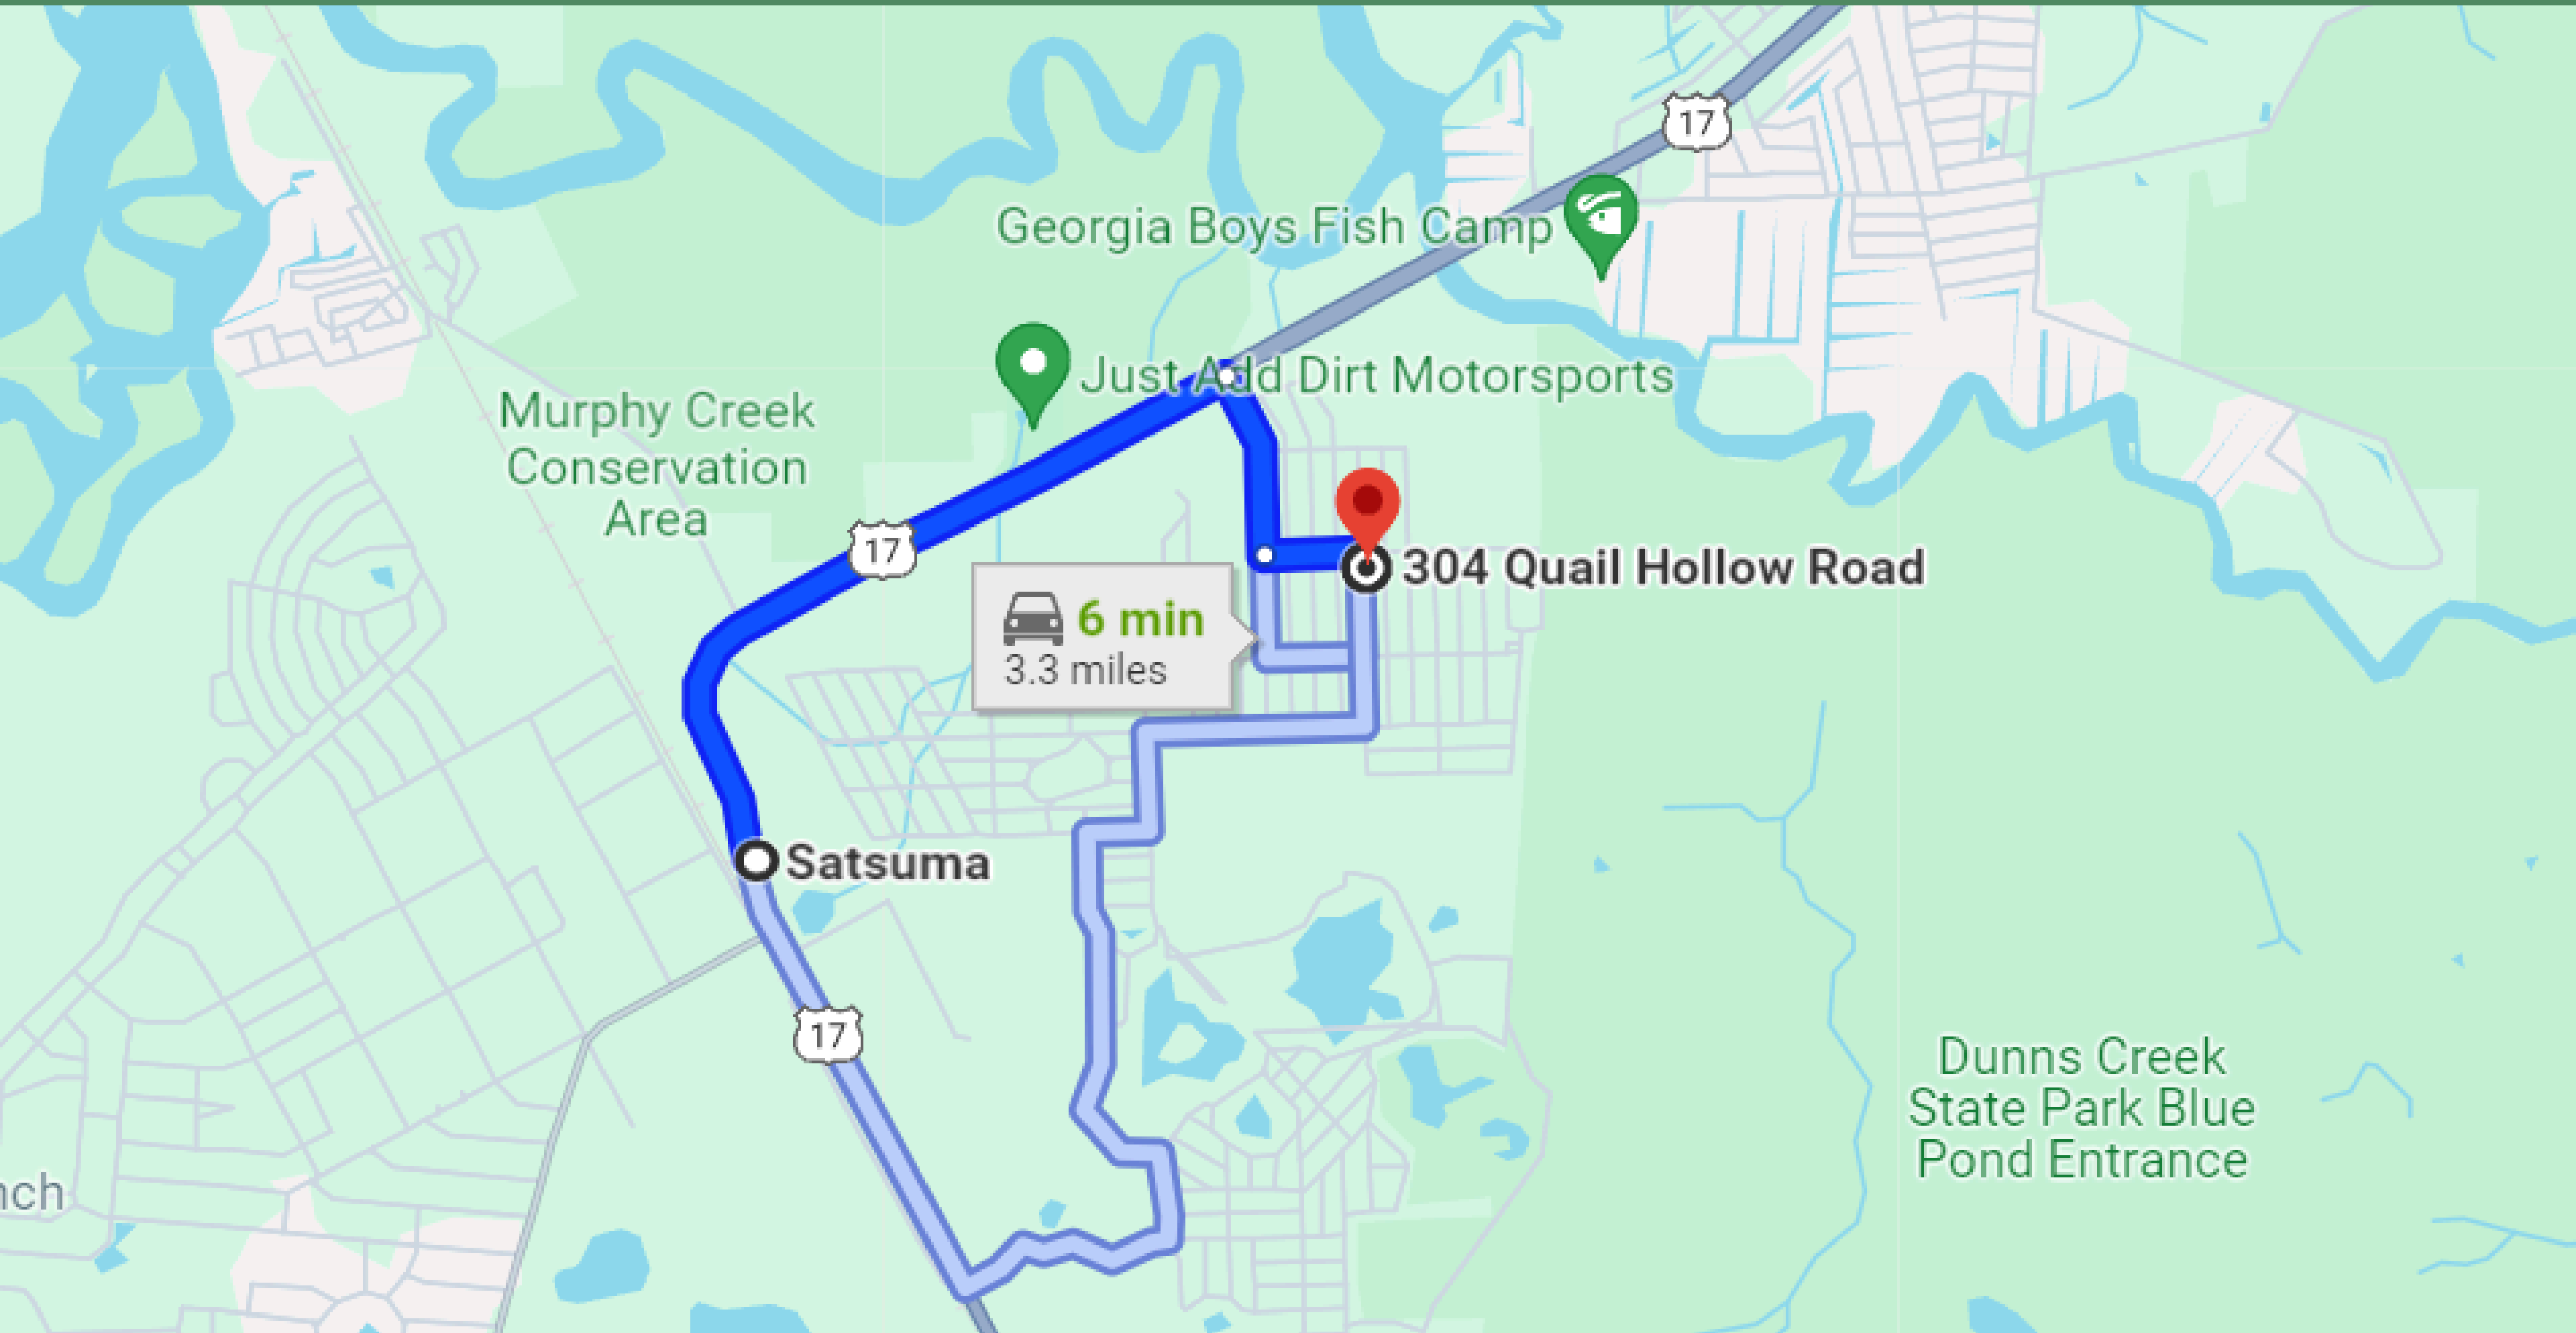 17
Georgia Boys Fish Camp
Just Add Dirt Motorsports
Murphy Creek
Conservation
Area
17
304 Quail Hollow Road
6 min
3.3 miles
Satsuma
17
Dunns Creek
State Park Blue
Pond Entrance
nch